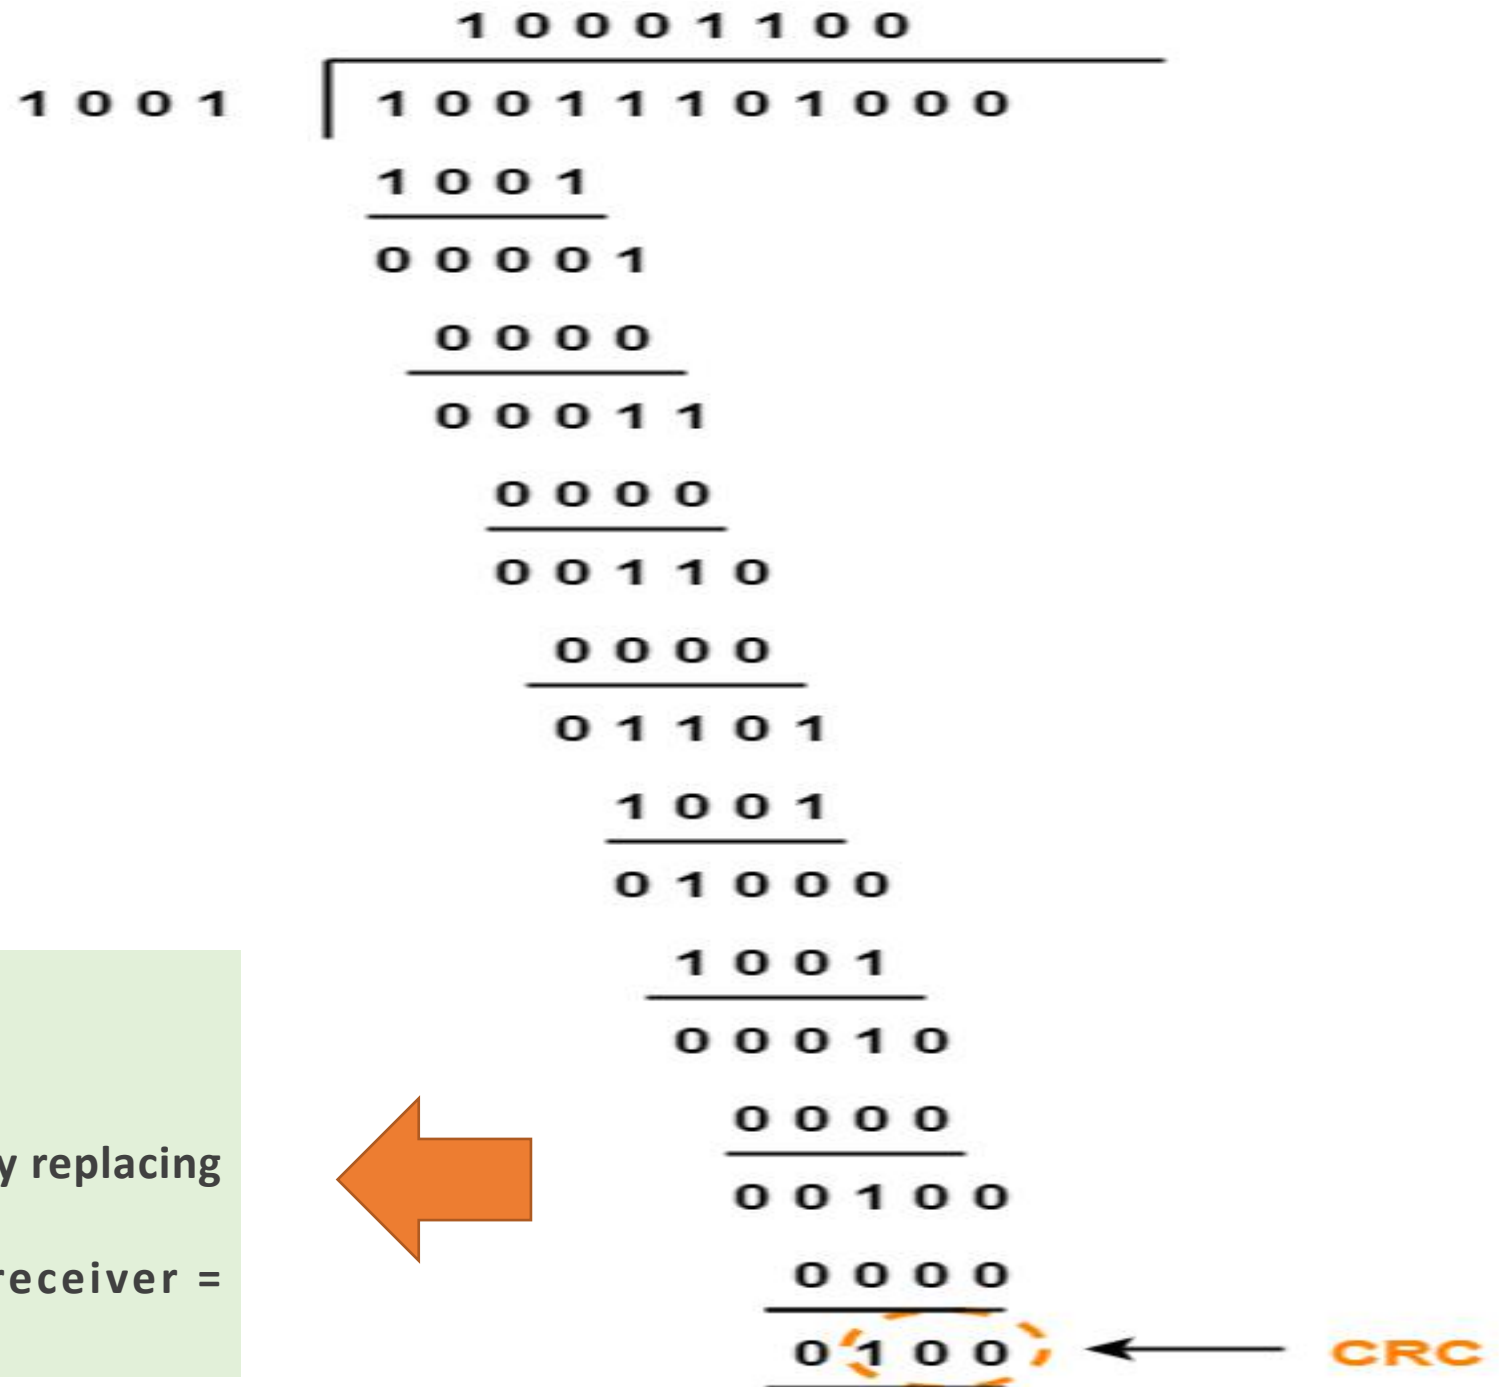 1 0 0 0 1 1 0 0
1 0 0 1 1 0 0 1 1 1 0 1 0 0 0
1 0 0 1
0 0 0 0 1
0 0 0 0
0 0 0 1 1
0 0 0 0
0 0 1 1 0
0 0 0 0
0 1 1 0 1
1 0 0 1
0 1 0 0 0
1 0 0 1
0 0 0 1 0
0 0 0 0
y replacing
0 0 1 0 0
receiver =
0 0 0 0
0 1 0 0 CRC